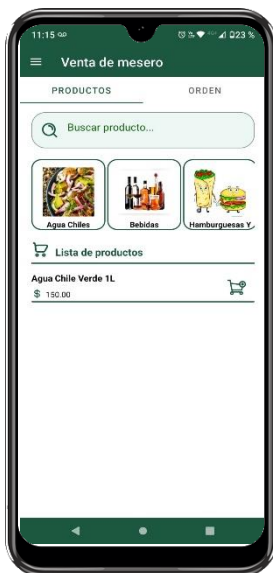 11:15
23%
Venta de mesero
PRODUCTOS ORDEN
Buscar producto...
Agua Chiles Bebidas Hamburguesas Y
Lista de productos
Agua Chile Verde 1L
$ 150.00